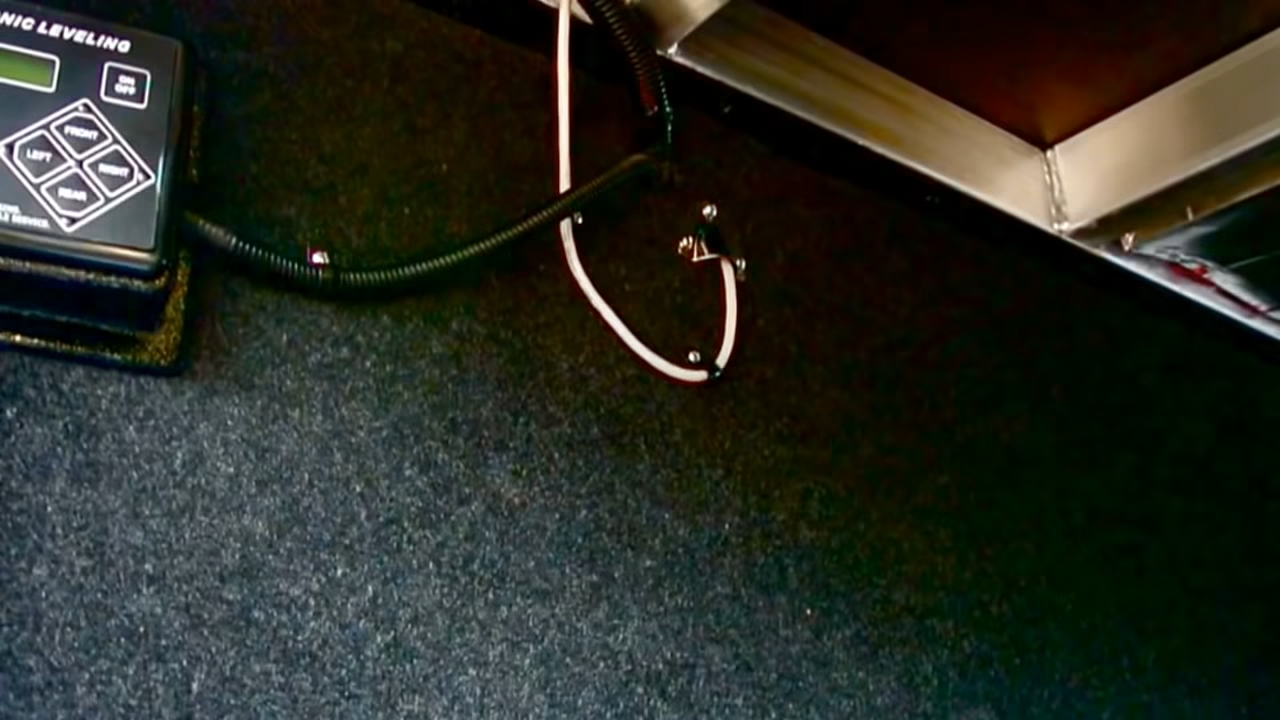 NIC LEVELING
ON
OFF
FRONT
LEFT
RIGHT
REAR